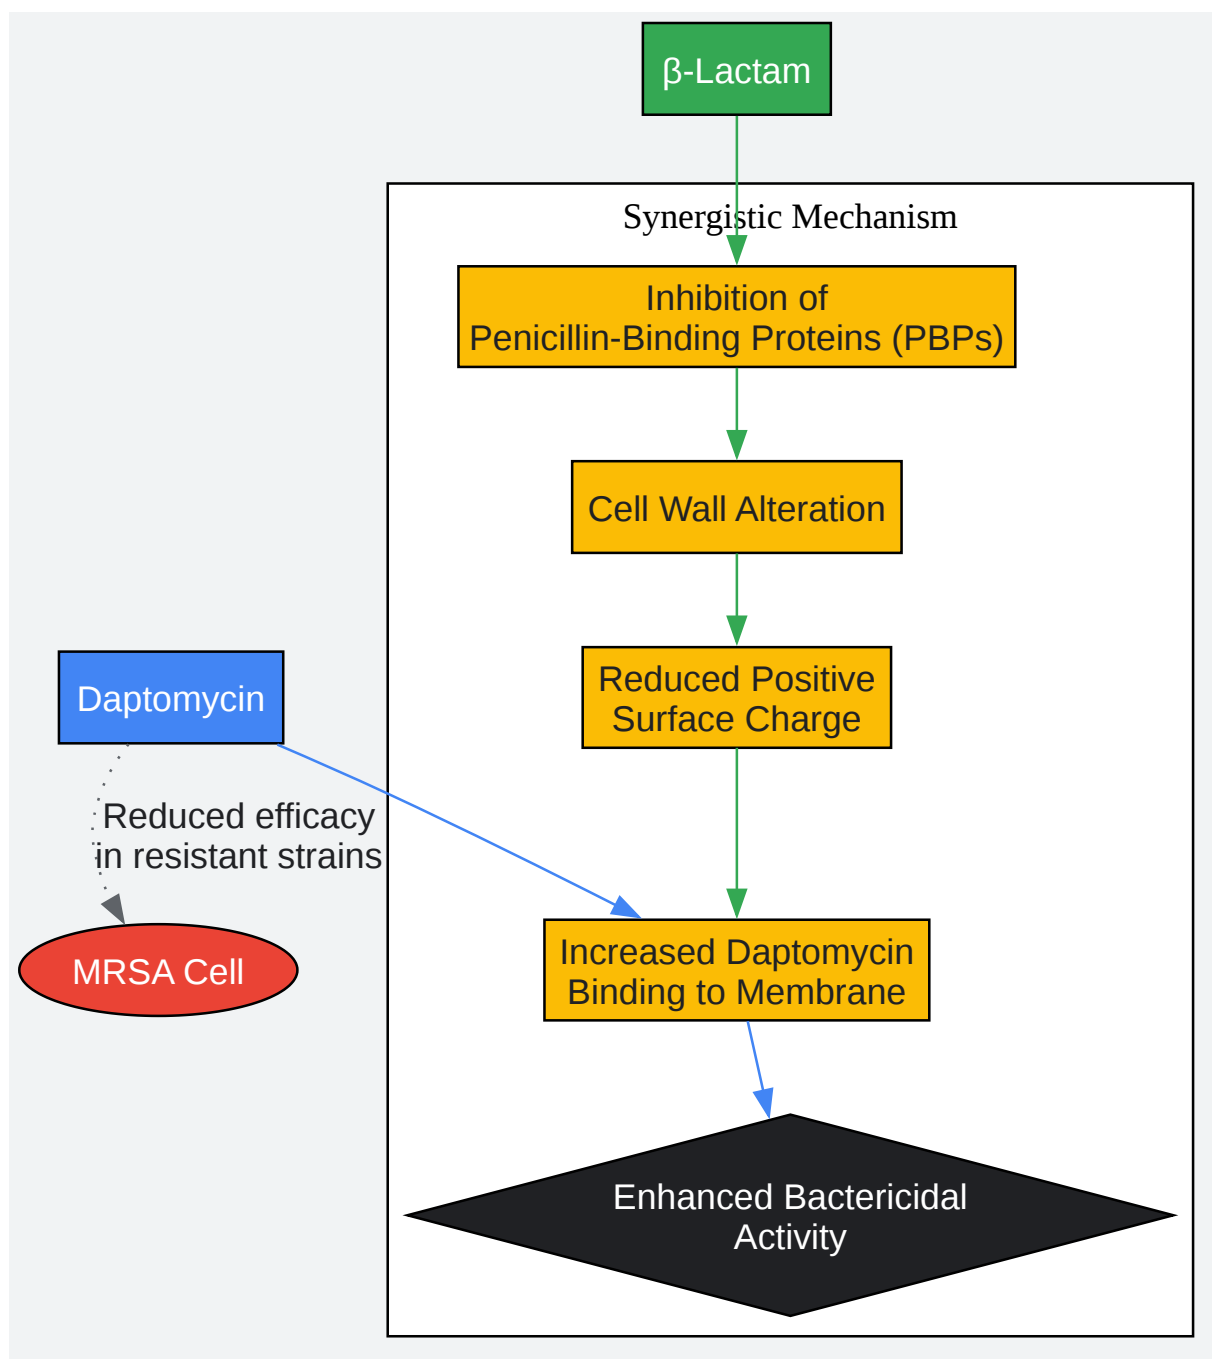 β-Lactam
Synergistic Mechanism
Inhibition of
Penicillin-Binding Proteins (PBPs)
Cell Wall Alteration
Reduced Positive
Surface Charge
Daptomycin
Reduced efficacy
in resistant strains
Increased Daptomycin
Binding to Membrane
MRSA Cell
Enhanced Bactericidal
Activity